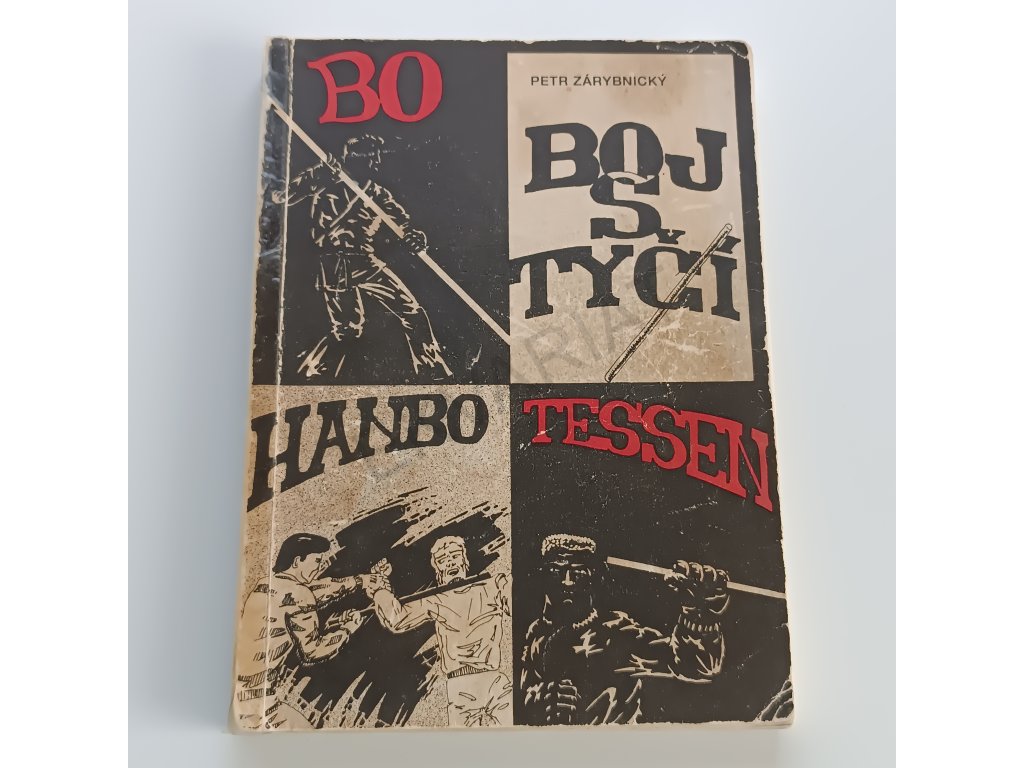 BO
PETR ZÁRYBNICKÝ
BOJ
S
TYČÍ
HANBO
TESSEN